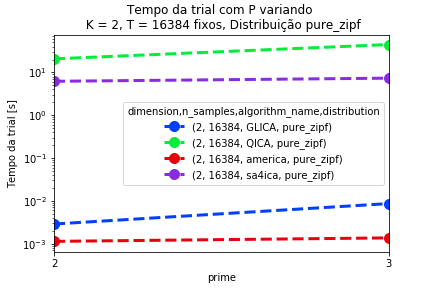 Tempo da trial com P variando
K = 2, T = 16384 fixos, Distribuição pure_zipf
Tempo da trial [s]
10¹
10⁰
10⁻¹
10⁻²
10⁻³
dimension,n_samples,algorithm_name,distribution
(2, 16384, GLICA, pure_zipf)
(2, 16384, QICA, pure_zipf)
(2, 16384, america, pure_zipf)
(2, 16384, sa4ica, pure_zipf)
2
3
prime